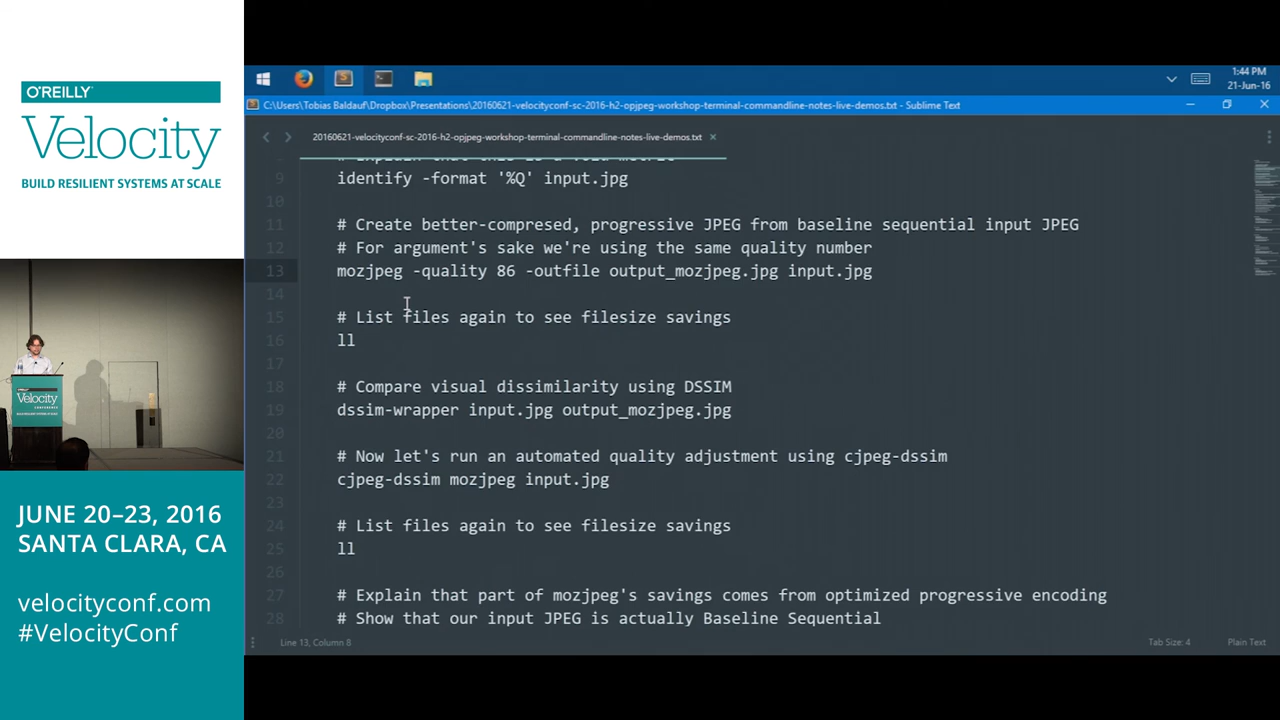 O'REILLY
Velocity
BUILD RESILIENT SYSTEMS AT SCALE
Velocity
CONFERENCE
JUNE 20–23, 2016
SANTA CLARA, CA
velocityconf.com
#VelocityConf
1:44 PM
21-Jun-16
C:\Users\Tobias Baldauf\Dropbox\Presentations\20160621-velocityconf-sc-2016-h2-opjpeg-workshop-terminal-commandline-notes-live-demos.txt - Sublime Text
20160621-velocityconf-sc-2016-h2-opjpeg-workshop-terminal-commandline-notes-live-demos.txt
9 identify -format '%Q' input.jpg
10
11 # Create better-compresed, progressive JPEG from baseline sequential input JPEG
12 # For argument's sake we're using the same quality number
13 mozjpeg -quality 86 -outfile output_mozjpeg.jpg input.jpg
14
15 # List files again to see filesize savings
16 ll
17
18 # Compare visual dissimilarity using DSSIM
19 dssim-wrapper input.jpg output_mozjpeg.jpg
20
21 # Now let's run an automated quality adjustment using cjpeg-dssim
22 cjpeg-dssim mozjpeg input.jpg
23
24 # List files again to see filesize savings
25 ll
26
27 # Explain that part of mozjpeg's savings comes from optimized progressive encoding
28 # Show that our input JPEG is actually Baseline Sequential
Line 13, Column 8
Tab Size: 4
Plain Text